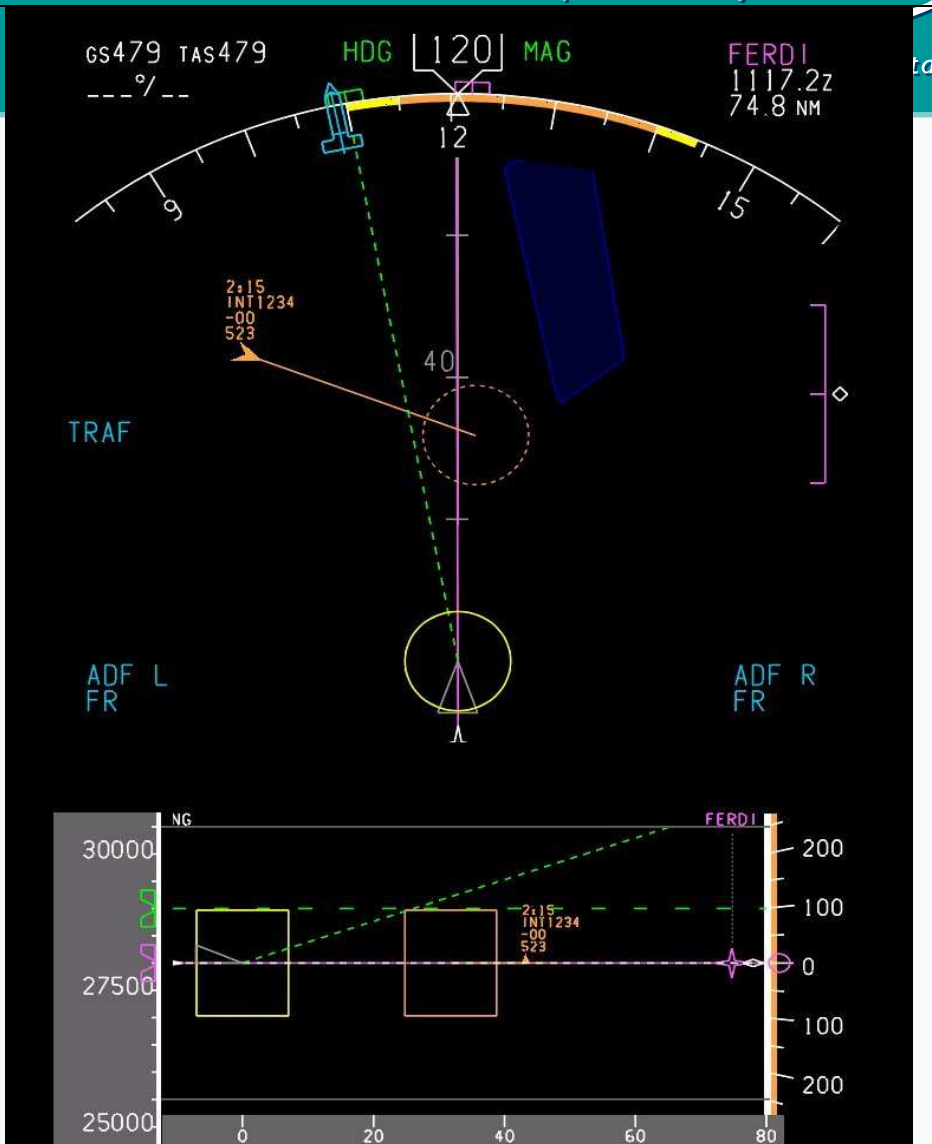 GS479 TAS479
___°/__
HDG 120 MAG
FERDI
1117.2z
74.8 NM
12
9
15
2:15
INT1234
-00
523
40
TRAF
ADF L
FR
ADF R
FR
NG
FERDI
30000
27500
25000
2:15
INT1234
-00
523
200
100
0
100
200
0 20 40 60 80